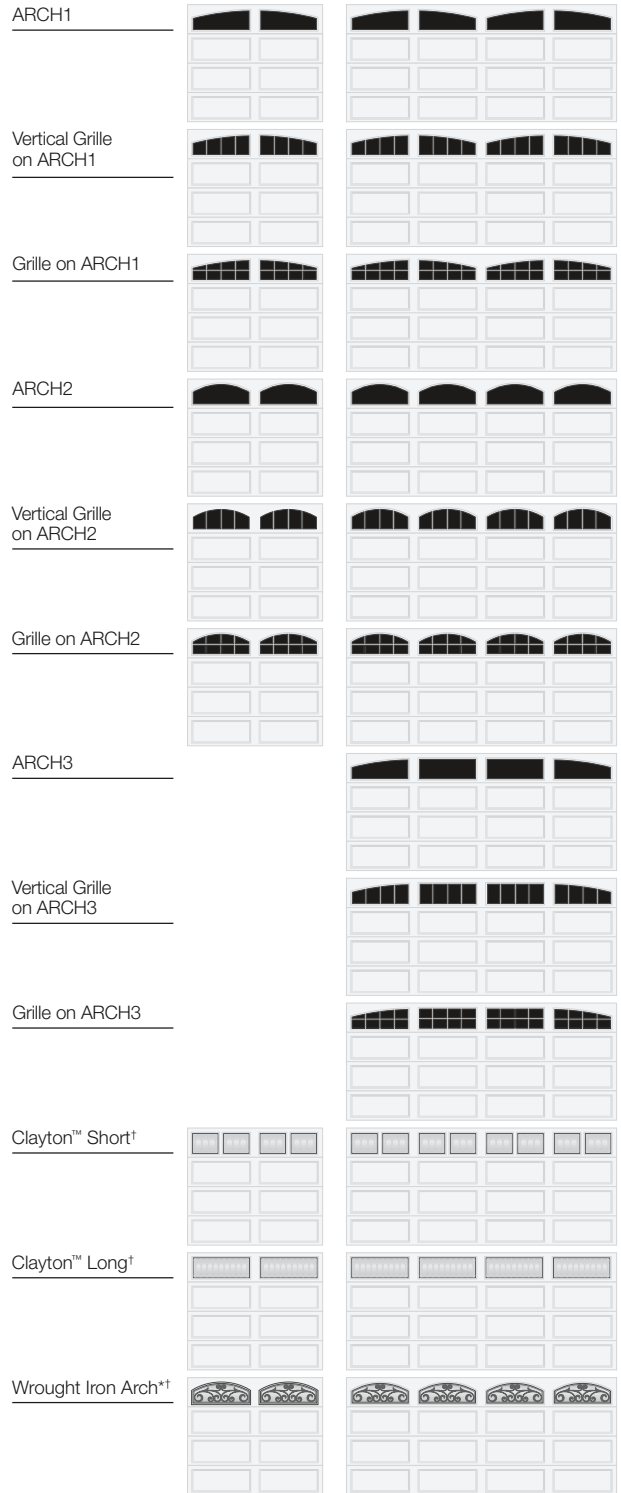 ARCH1
Vertical Grille
on ARCH1
Grille on ARCH1
ARCH2
Vertical Grille
on ARCH2
Grille on ARCH2
ARCH3
Vertical Grille
on ARCH3
Grille on ARCH3
Clayton™ Short†
Clayton™ Long†
Wrought Iron Arch*†